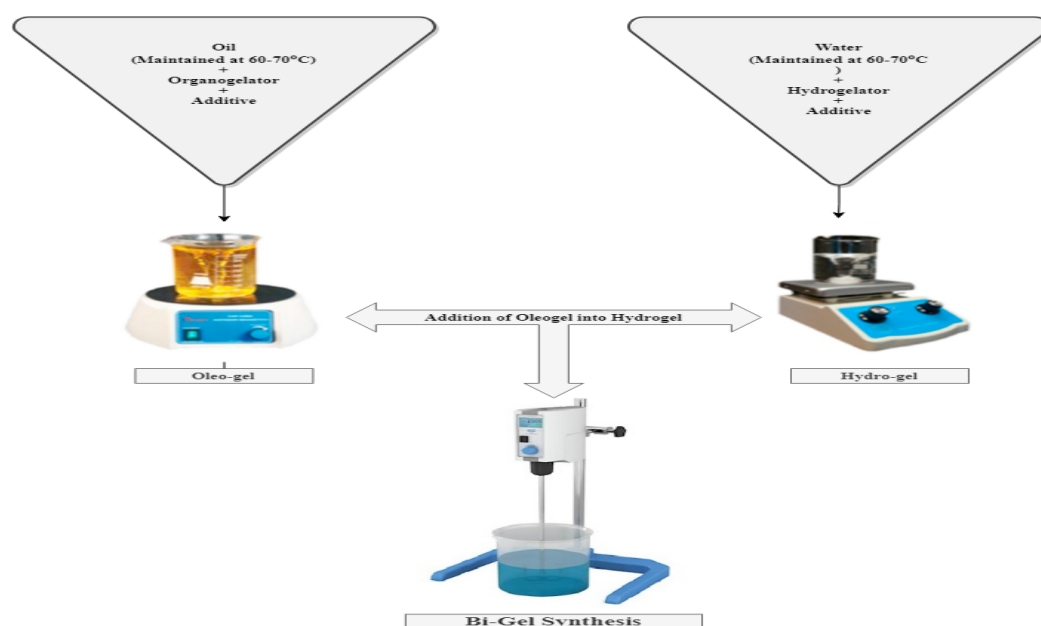 Oil
(Maintained at 60-70°C)
+
Organogelator
+
Additive
Water
(Maintained at 60-70°C
)
+
Hydrogelator
+
Additive
Addition of Oleogel into Hydrogel
Oleo-gel
Hydro-gel
Bi-Gel Synthesis